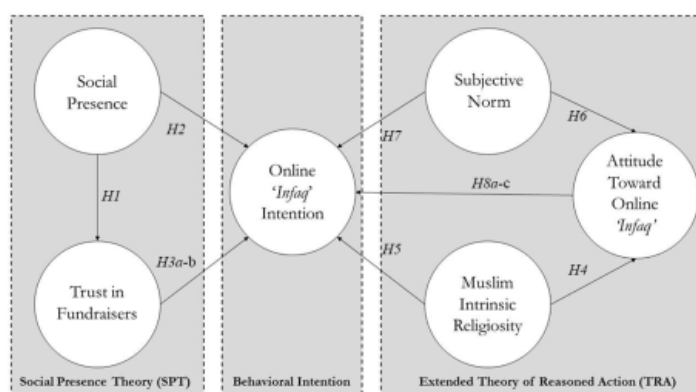 Social
Presence
H2
H1
H3a-b
Trust in
Fundraisers
Social Presence Theory (SPT)
Online
‘Infaq’
Intention
Behavioral Intention
Subjective
Norm
H7
H6
H8a-c
Attitude
Toward
Online
‘Infaq’
H5
H4
Muslim
Intrinsic
Religiosity
Extended Theory of Reasoned Action (TRA)